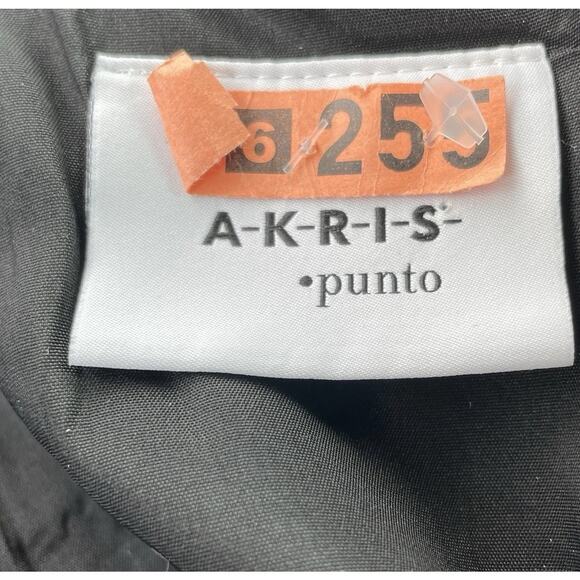 6 255
A-K-R-I-S-
•punto